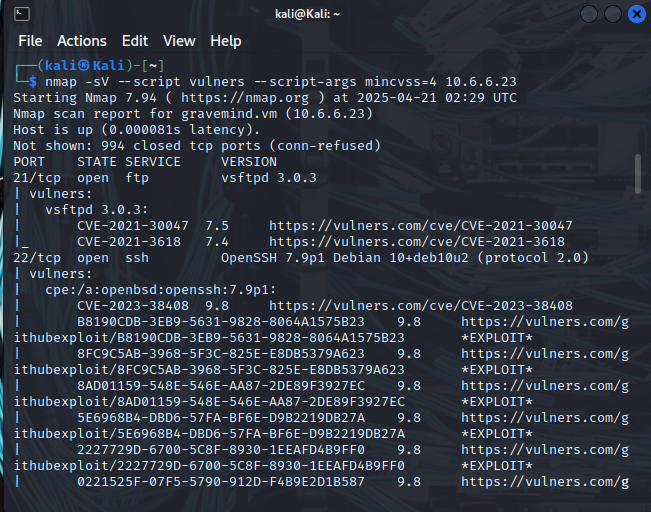 kali@Kali: ~
File Actions Edit View Help
┌──(kali㉿Kali)-[~]
└─$ nmap -sV --script vulners --script-args mincvss=4 10.6.6.23
Starting Nmap 7.94 ( https://nmap.org ) at 2025-04-21 02:29 UTC
Nmap scan report for gravemind.vm (10.6.6.23)
Host is up (0.000081s latency).
Not shown: 994 closed tcp ports (conn-refused)
PORT STATE SERVICE VERSION
21/tcp open ftp vsftpd 3.0.3
| vulners:
| vsftpd 3.0.3:
| CVE-2021-30047 7.5 https://vulners.com/cve/CVE-2021-30047
|_ CVE-2021-3618 7.4 https://vulners.com/cve/CVE-2021-3618
22/tcp open ssh OpenSSH 7.9p1 Debian 10+deb10u2 (protocol 2.0)
| vulners:
| cpe:/a:openbsd:openssh:7.9p1:
| CVE-2023-38408 9.8 https://vulners.com/cve/CVE-2023-38408
| B8190CDB-3EB9-5631-9828-8064A1575B23 9.8 https://vulners.com/g
ithubexploit/B8190CDB-3EB9-5631-9828-8064A1575B23 *EXPLOIT*
| 8FC9C5AB-3968-5F3C-825E-E8DB5379A623 9.8 https://vulners.com/g
ithubexploit/8FC9C5AB-3968-5F3C-825E-E8DB5379A623 *EXPLOIT*
| 8AD01159-548E-546E-AA87-2DE89F3927EC 9.8 https://vulners.com/g
ithubexploit/8AD01159-548E-546E-AA87-2DE89F3927EC *EXPLOIT*
| 5E6968B4-DBD6-57FA-BF6E-D9B2219DB27A 9.8 https://vulners.com/g
ithubexploit/5E6968B4-DBD6-57FA-BF6E-D9B2219DB27A *EXPLOIT*
| 2227729D-6700-5C8F-8930-1EEAFD4B9FF0 9.8 https://vulners.com/g
ithubexploit/2227729D-6700-5C8F-8930-1EEAFD4B9FF0 *EXPLOIT*
| 0221525F-07F5-5790-912D-F4B9E2D1B587 9.8 https://vulners.com/g